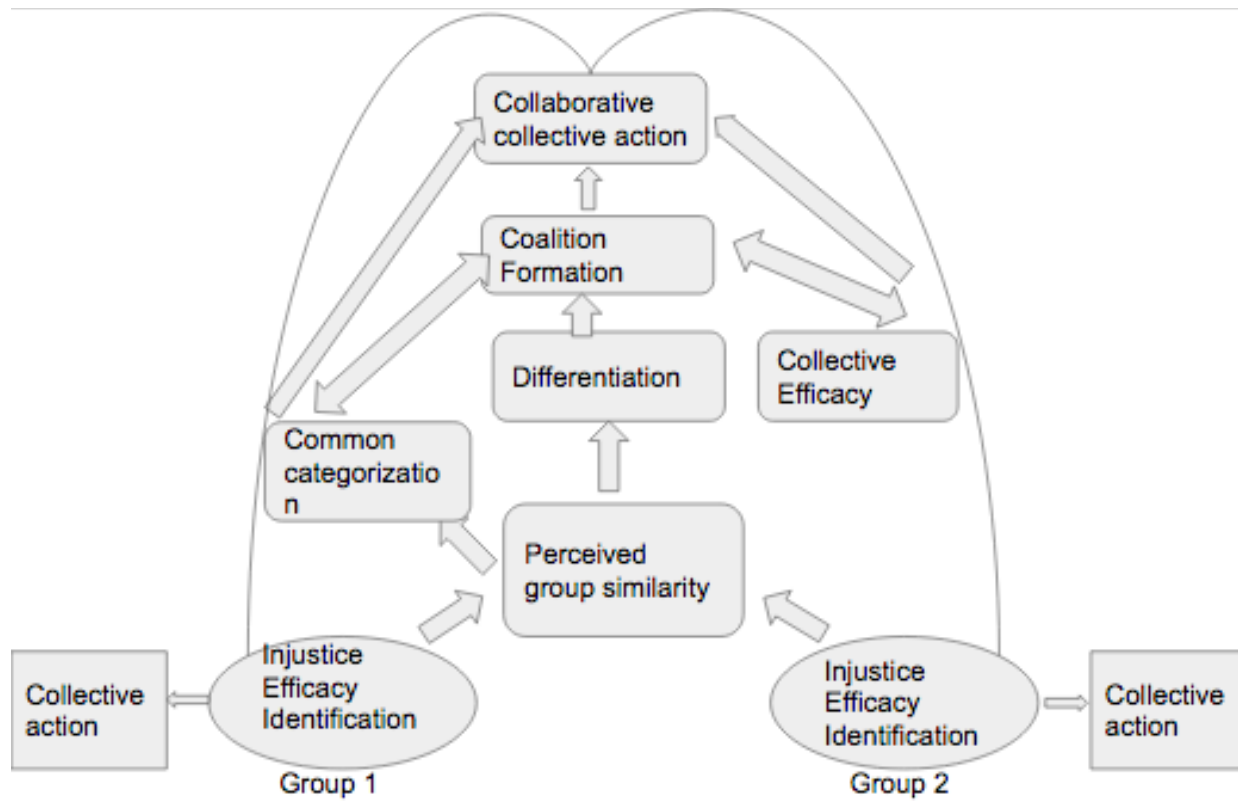 Collaborative
collective action
Coalition
Formation
Differentiation
Collective
Efficacy
Common
categorizatio
n
Perceived
group similarity
Collective
action
Injustice
Efficacy
Identification
Group 1
Injustice
Efficacy
Identification
Group 2
Collective
action